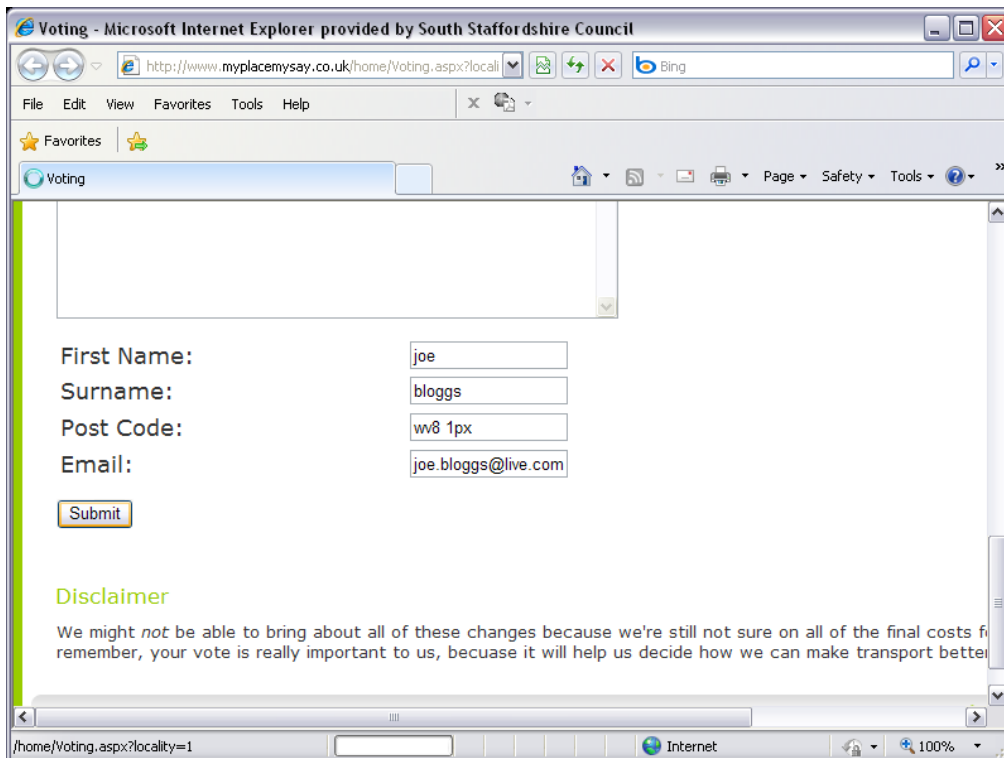 Voting - Microsoft Internet Explorer provided by South Staffordshire Council
http://www.myplacemysay.co.uk/home/Voting.aspx?locali
Bing
File Edit View Favorites Tools Help
Favorites
Voting
Page Safety Tools
First Name: joe
Surname: bloggs
Post Code: wv8 1px
Email: joe.bloggs@live.com
Submit
Disclaimer
We might not be able to bring about all of these changes because we're still not sure on all of the final costs f
remember, your vote is really important to us, becuase it will help us decide how we can make transport better
/home/Voting.aspx?locality=1 Internet 100%